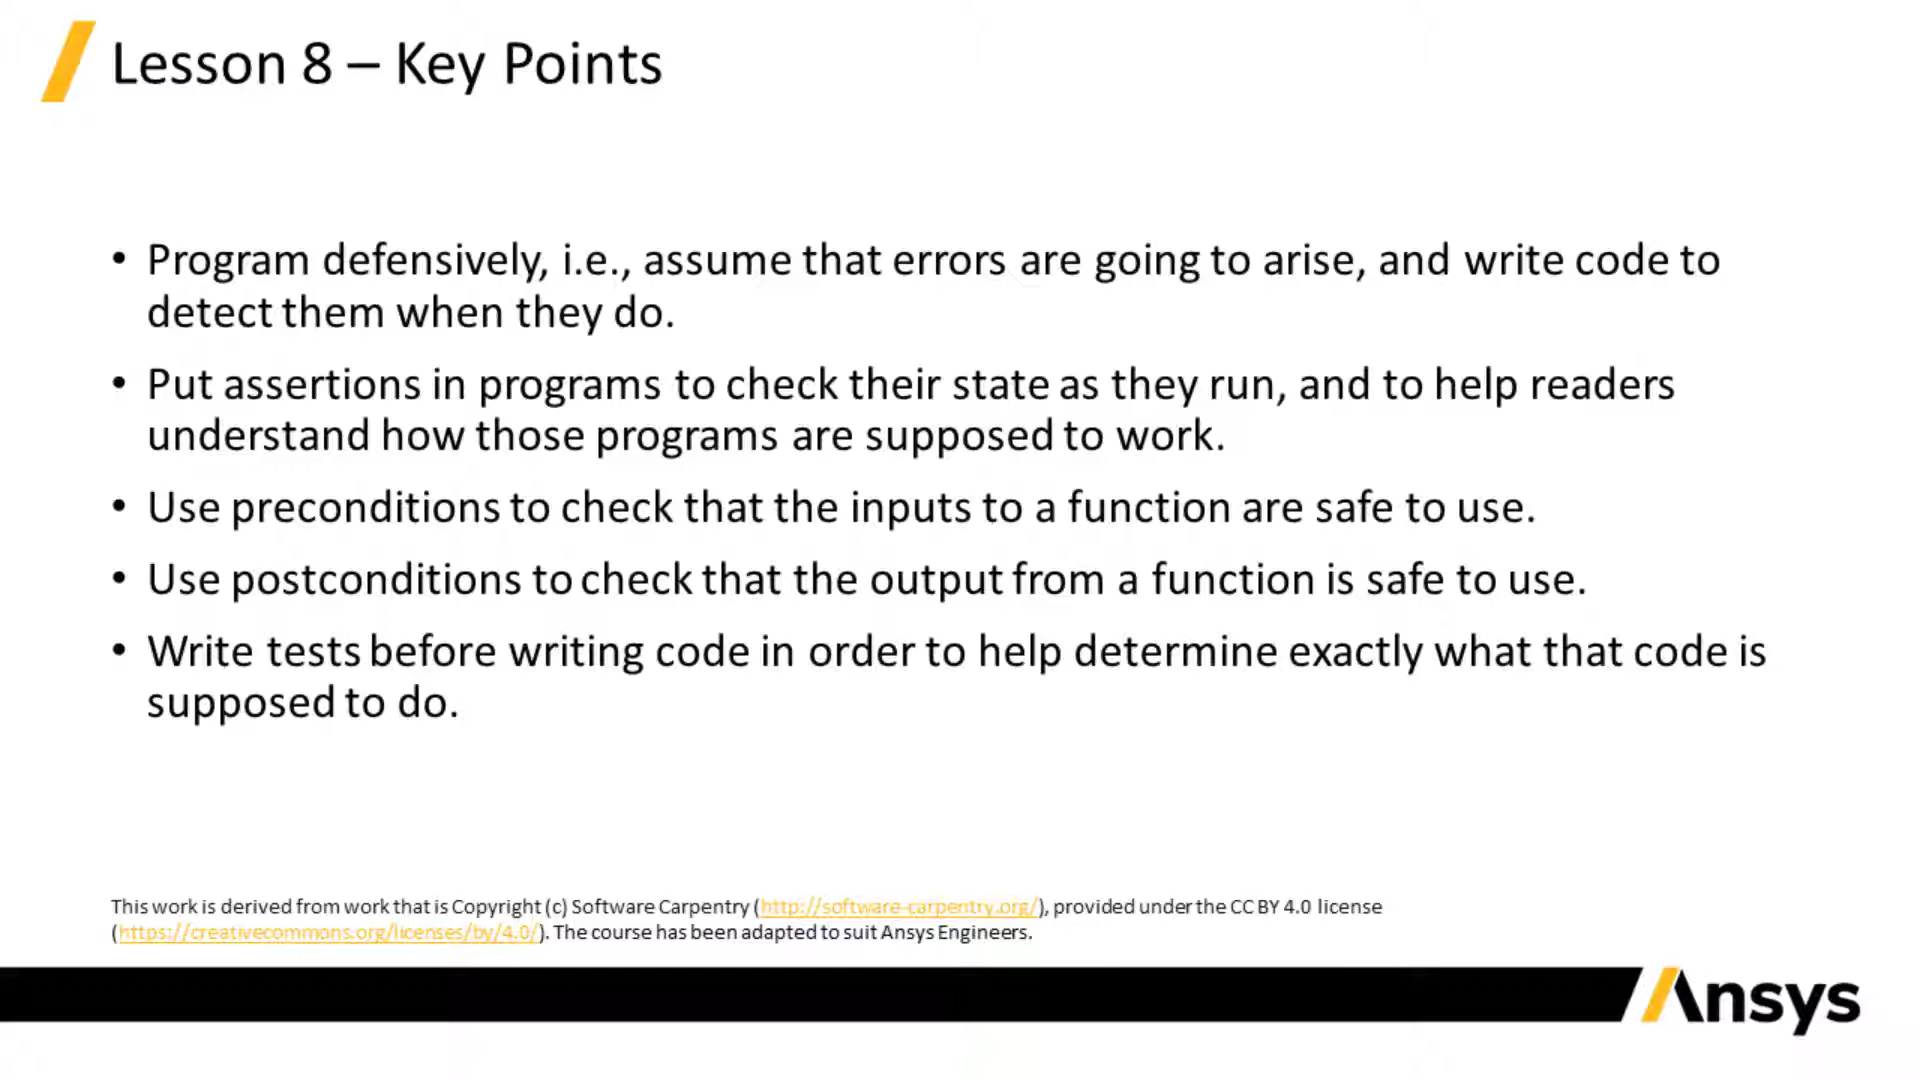 Lesson 8 – Key Points
• Program defensively, i.e., assume that errors are going to arise, and write code to
detect them when they do.
• Put assertions in programs to check their state as they run, and to help readers
understand how those programs are supposed to work.
• Use preconditions to check that the inputs to a function are safe to use.
• Use postconditions to check that the output from a function is safe to use.
• Write tests before writing code in order to help determine exactly what that code is
supposed to do.
This work is derived from work that is Copyright (c) Software Carpentry (http://software-carpentry.org/), provided under the CC BY 4.0 license
(https://creativecommons.org/licenses/by/4.0/). The course has been adapted to suit Ansys Engineers.
Ansys